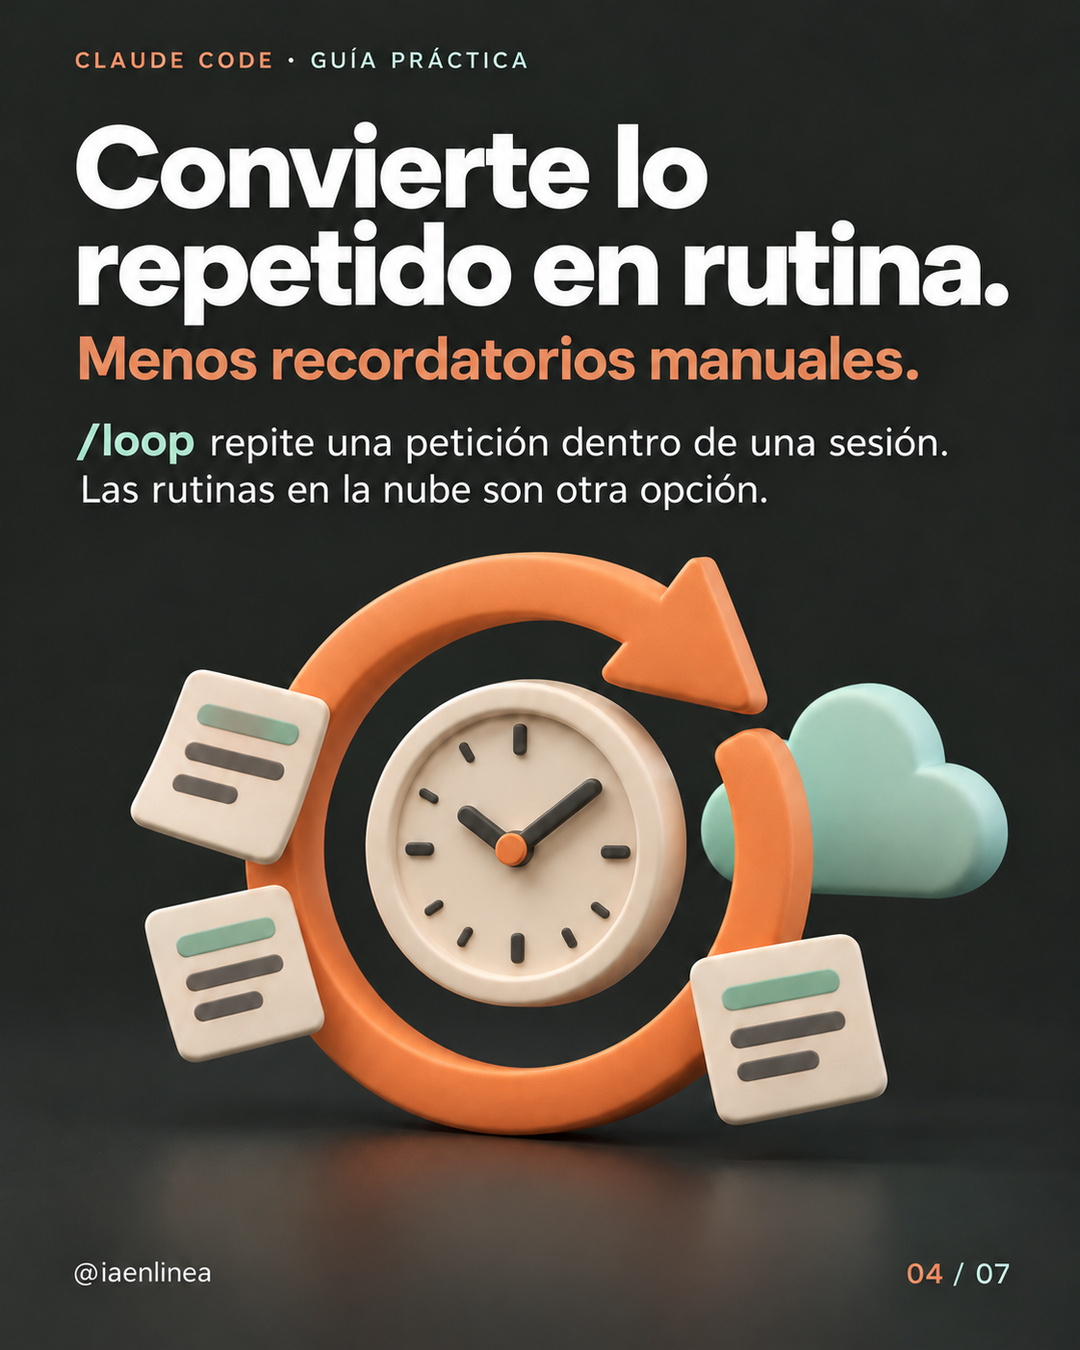 CLAUDE CODE • GUÍA PRÁCTICA
Convierte lo
repetido en rutina.
Menos recordatorios manuales.
/loop repite una petición dentro de una sesión.
Las rutinas en la nube son otra opción.
@iaenlinea
04 / 07